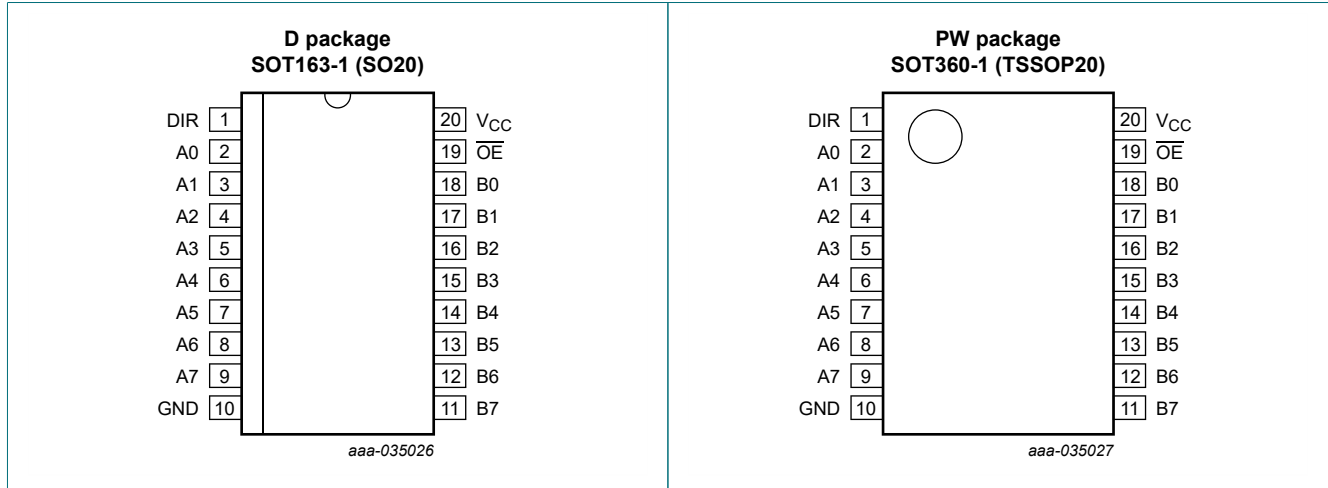 D package
SOT163-1 (SO20)
DIR 1 20 VCC
A0 2 19 OE
A1 3 18 B0
A2 4 17 B1
A3 5 16 B2
A4 6 15 B3
A5 7 14 B4
A6 8 13 B5
A7 9 12 B6
GND 10 11 B7
aaa-035026
PW package
SOT360-1 (TSSOP20)
DIR 1 20 VCC
A0 2 19 OE
A1 3 18 B0
A2 4 17 B1
A3 5 16 B2
A4 6 15 B3
A5 7 14 B4
A6 8 13 B5
A7 9 12 B6
GND 10 11 B7
aaa-035027